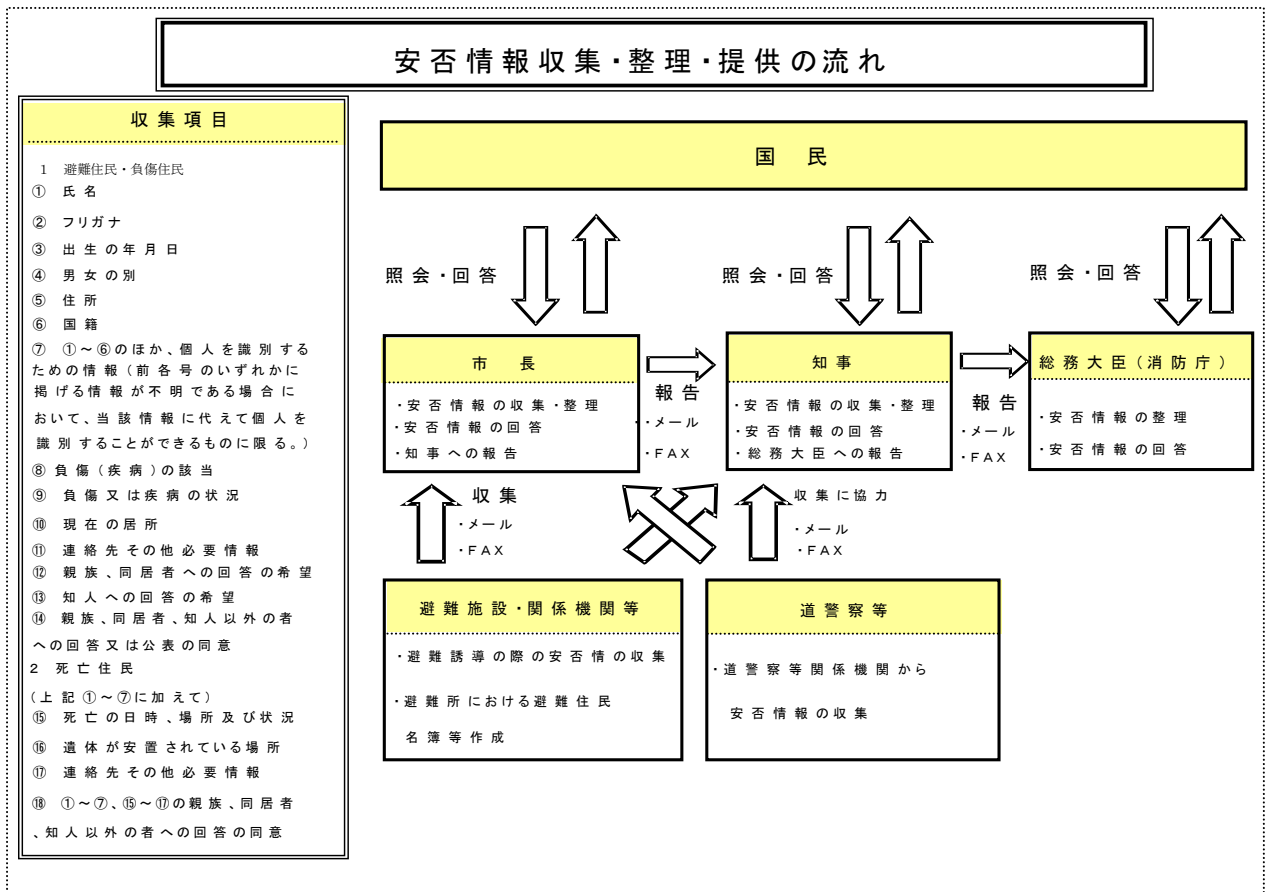 安否情報収集・整理・提供の流れ
収集項目
1 避難住民・負傷住民
① 氏名
② フリガナ
③ 出生の年月日
④ 男女の別
⑤ 住所
⑥ 国籍
⑦ ①～⑥のほか、個人を識別する
ための情報(前各号のいずれかに
掲げる情報が不明である場合に
おいて、当該情報に代えて個人を
識別することができるものに限る。)
⑧ 負傷(疾病)の該当
⑨ 負傷又は疾病の状況
⑩ 現在の居所
⑪ 連絡先その他必要情報
⑫ 親族、同居者への回答の希望
⑬ 知人への回答の希望
⑭ 親族、同居者、知人以外の者
への回答又は公表の同意
2 死亡住民
(上記①～⑦に加えて)
⑮ 死亡の日時、場所及び状況
⑯ 遺体が安置されている場所
⑰ 連絡先その他必要情報
⑱ ①～⑦、⑮～⑰の親族、同居者
、知人以外の者への回答の同意
国民
照会・回答
照会・回答
照会・回答
市長
・安否情報の収集・整理
・安否情報の回答
・知事への報告
報告
・・メール
・FAX
知事
・安否情報の収集・整理
・安否情報の回答
・総務大臣への報告
報告
・メール
・FAX
総務大臣(消防庁)
・安否情報の整理
・安否情報の回答
収集
・メール
・FAX
収集に協力
・メール
・FAX
避難施設・関係機関等
・避難誘導の際の安否情の収集
・避難所における避難住民
名簿等作成
道警察等
・道警察等関係機関から
安否情報の収集